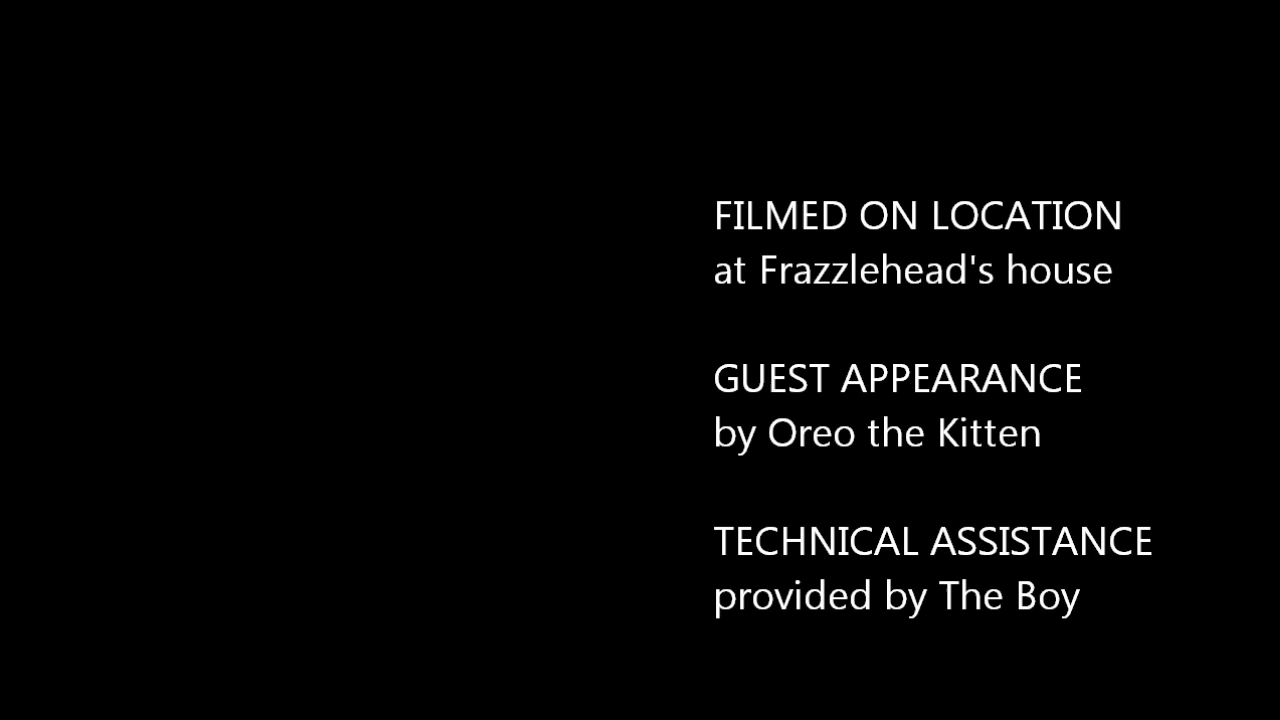 FILMED ON LOCATION
at Frazzlehead's house
GUEST APPEARANCE
by Oreo the Kitten
TECHNICAL ASSISTANCE
provided by The Boy